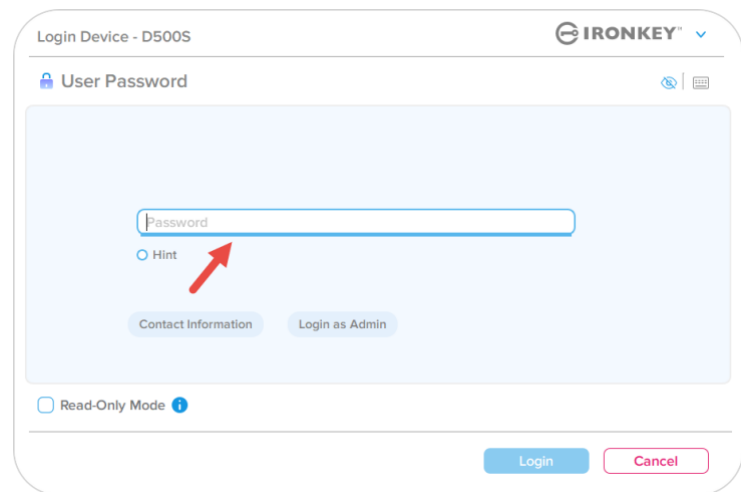 Login Device - D500S
IRONKEY™
User Password
Password
Hint
Contact Information
Login as Admin
Read-Only Mode
Login
Cancel